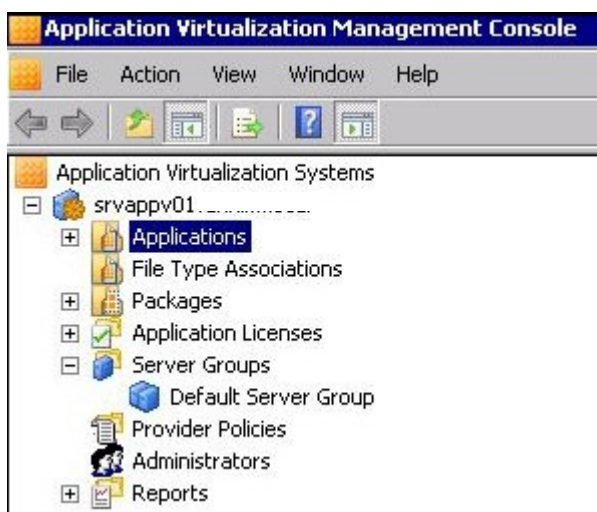 Application Virtualization Management Console
File Action View Window Help
Application Virtualization Systems
srvappv01
Applications
File Type Associations
Packages
Application Licenses
Server Groups
Default Server Group
Provider Policies
Administrators
Reports